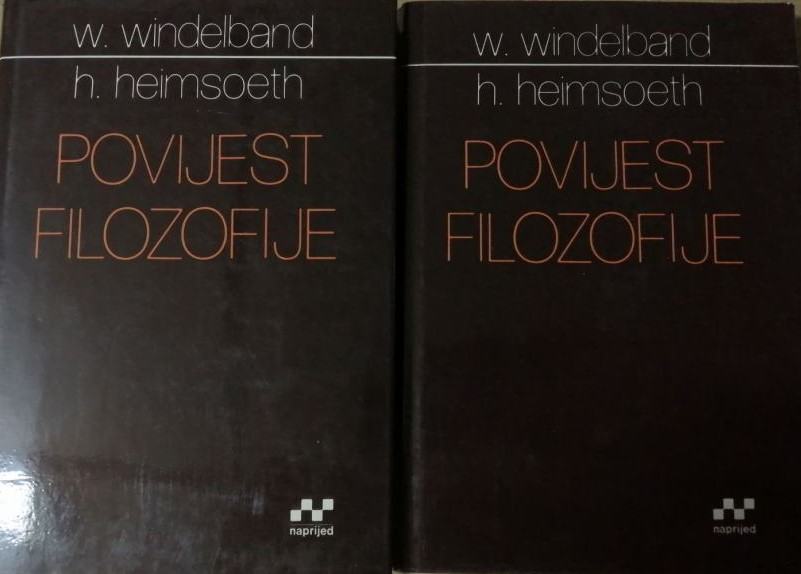 w. windelband
h. heimsoeth
POVIJEST
FILOZOFIJE
naprijed
w. windelband
h. heimsoeth
POVIJEST
FILOZOFIJE
naprijed